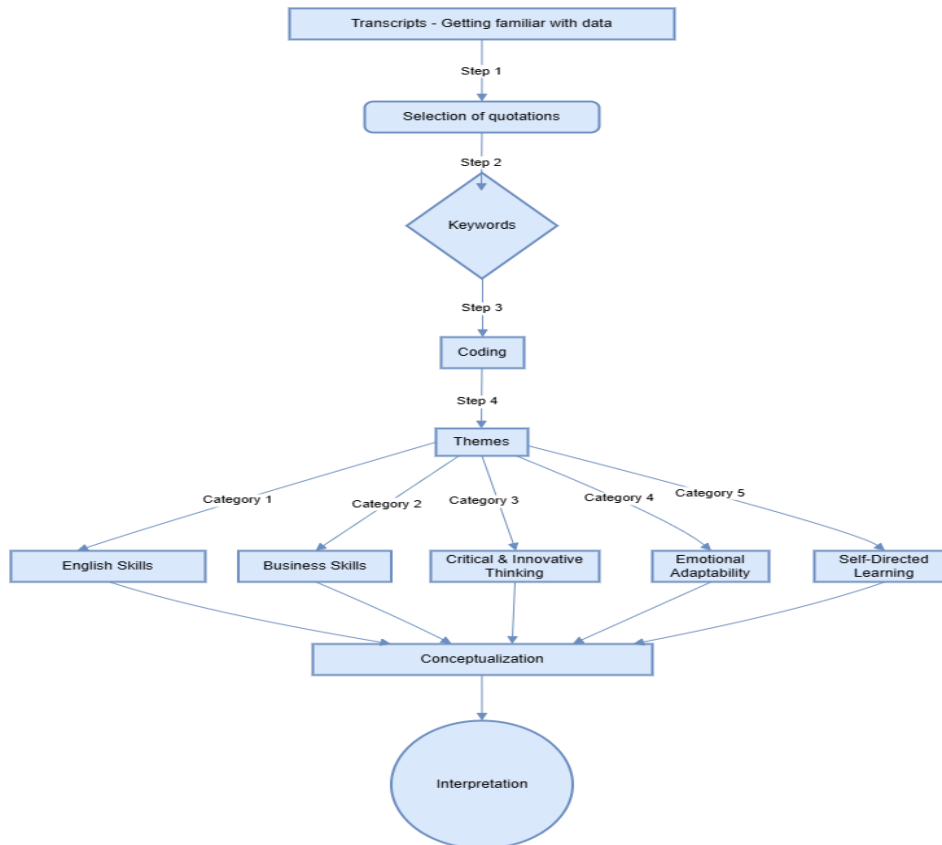 Transcripts - Getting familiar with data
Step 1
Selection of quotations
Step 2
Keywords
Step 3
Coding
Step 4
Themes
Category 1
Category 2
Category 3
Category 4
Category 5
English Skills
Business Skills
Critical & Innovative
Thinking
Emotional
Adaptability
Self-Directed
Learning
Conceptualization
Interpretation